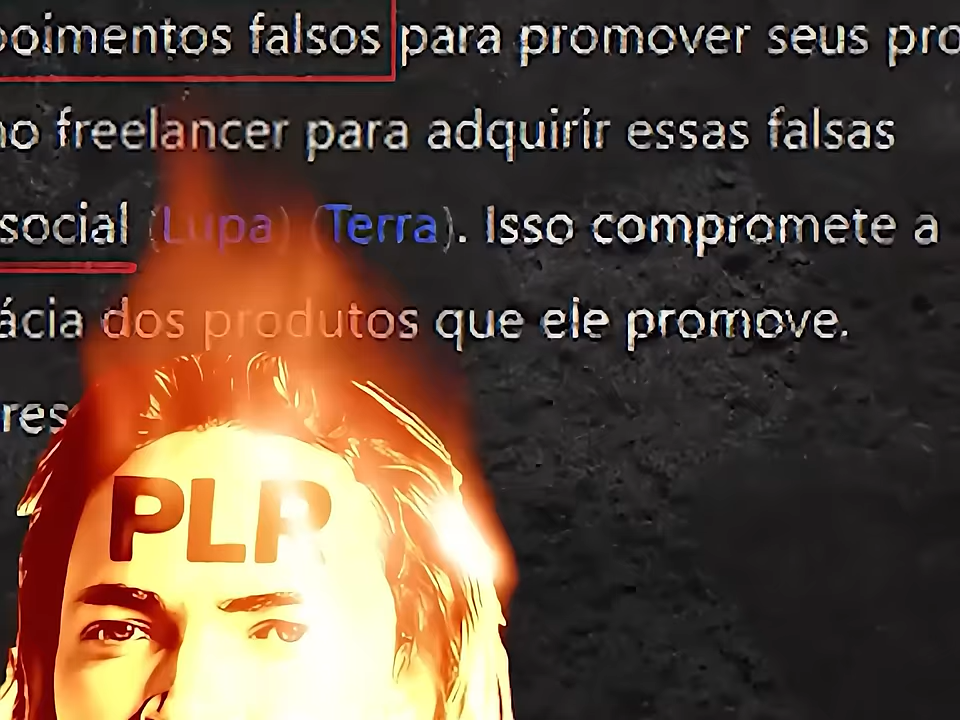 poimentos falsos para promover seus pro
no freelancer para adquirir essas falsas
social (Lupa) (Terra). Isso compromete a
ácia dos produtos que ele promove.
res
PLP